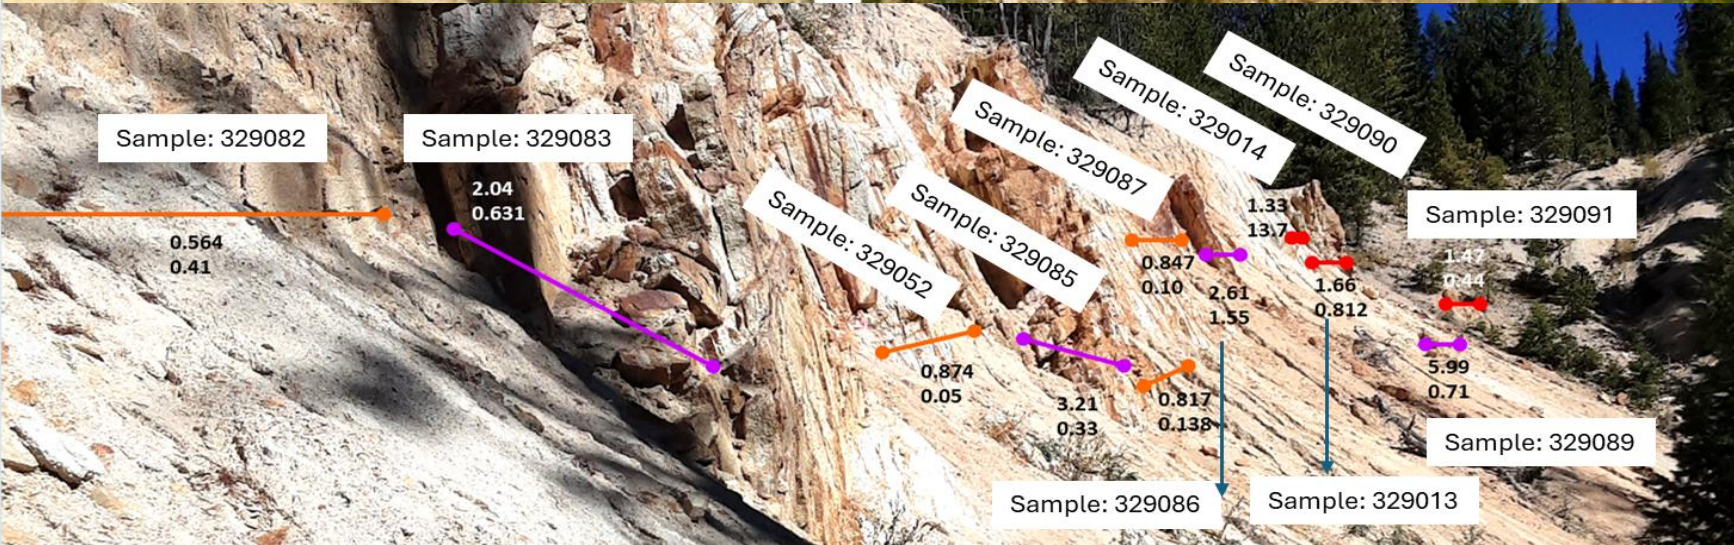 Sample: 329082
Sample: 329083
Sample: 329052
Sample: 329085
Sample: 329087
Sample: 329014
Sample: 329090
Sample: 329091
0.564
0.41
2.04
0.631
0.874
0.05
3.21
0.33
0.847
0.10
0.817
0.138
2.61
1.55
1.33
13.7
1.66
0.812
1.47
0.44
5.99
0.71
Sample: 329089
Sample: 329086
Sample: 329013